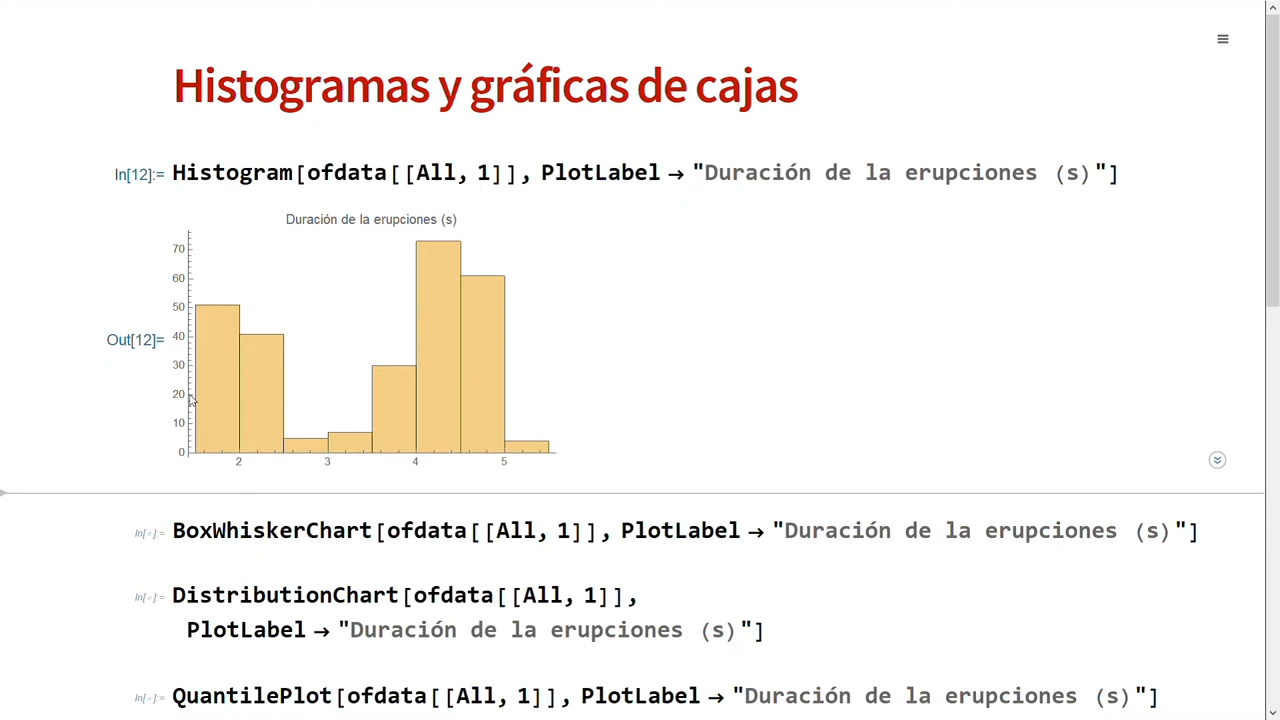 Histogramas y gráficas de cajas
In[12]:= Histogram[ofdata[[All, 1]], PlotLabel → "Duración de la erupciones (s)"]
Duración de la erupciones (s)
70
60
50
40
30
20
10
0
Out[12]=
2 3 4 5
In[◦]:= BoxWhiskerChart[ofdata[[All, 1]], PlotLabel → "Duración de la erupciones (s)"]
In[◦]:= DistributionChart[ofdata[[All, 1]],
PlotLabel → "Duración de la erupciones (s)"]
In[◦]:= QuantilePlot[ofdata[[All, 1]], PlotLabel → "Duración de la erupciones (s)"]